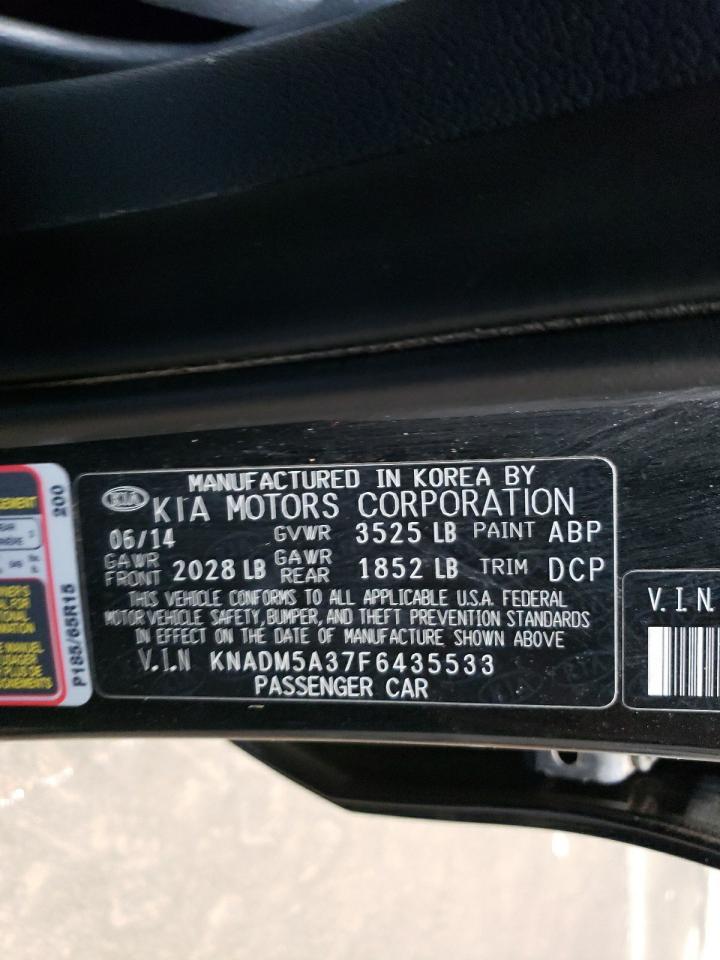 MANUFACTURED IN KOREA BY
KIA KIA MOTORS CORPORATION
06/14 GVWR 3525 LB PAINT ABP
GAWR FRONT 2028 LB GAWR REAR 1852 LB TRIM DCP
THIS VEHICLE CONFORMS TO ALL APPLICABLE U.S.A. FEDERAL
MOTOR VEHICLE SAFETY, BUMPER, AND THEFT PREVENTION STANDARDS
IN EFFECT ON THE DATE OF MANUFACTURE SHOWN ABOVE
V.I.N KNADM5A37F6435533
PASSENGER CAR
V.I.N.
200
P185/65R15